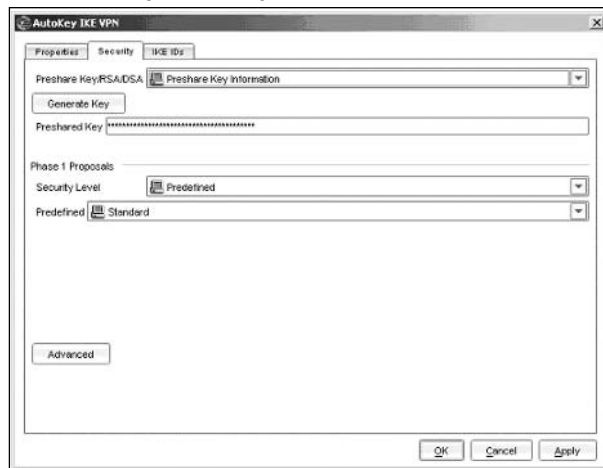 AutoKey IKE VPN
Properties Security IKE IDs
Preshare Key/RSA/DSA Preshare Key Information
Generate Key
Preshared Key ****************************************
Phase 1 Proposals
Security Level Predefined
Predefined Standard
Advanced
OK Cancel Apply